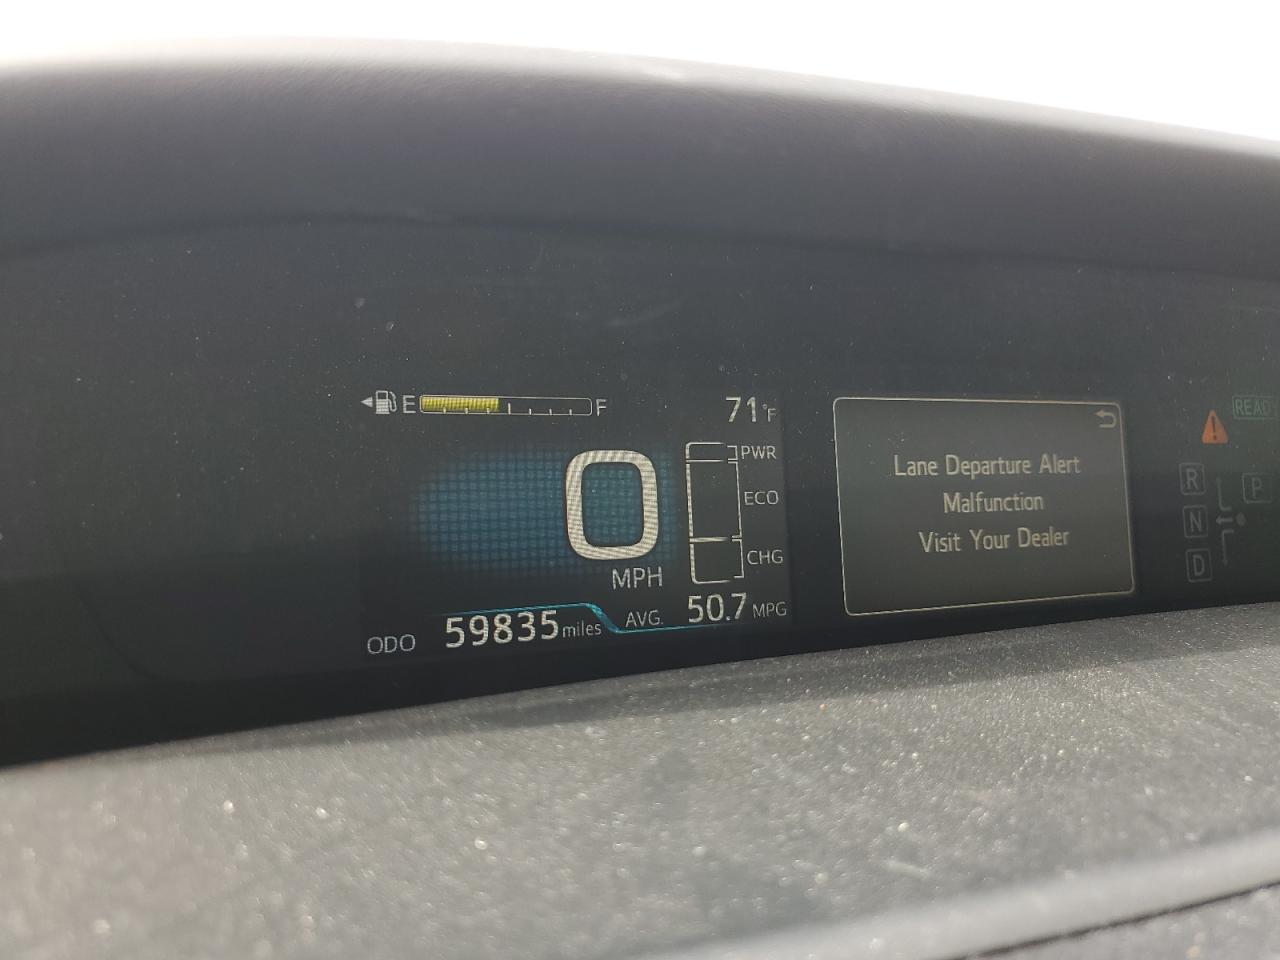 E F
71°F
PWR
ECO
CHG
0
MPH
ODO 59835 miles
AVG. 50.7 MPG
Lane Departure Alert
Malfunction
Visit Your Dealer
READY
R
N
D
P